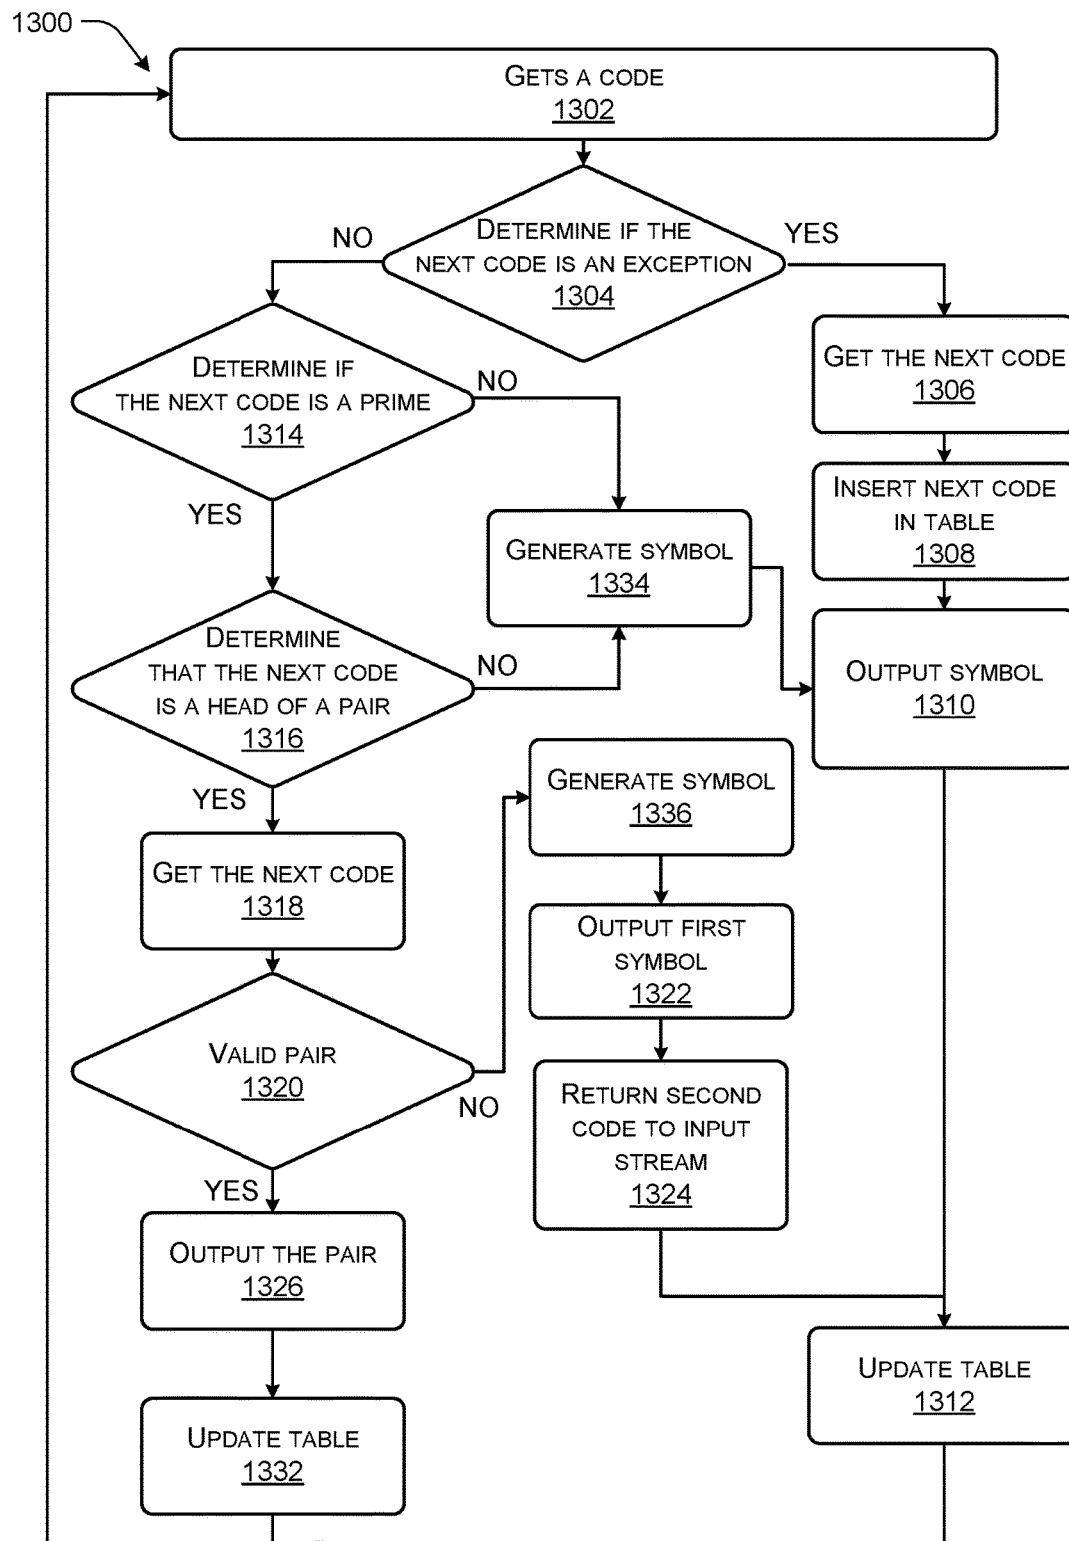 1300
GETS A CODE
1302
DETERMINE IF THE
NEXT CODE IS AN EXCEPTION
1304
NO
YES
GET THE NEXT CODE
1306
DETERMINE IF
THE NEXT CODE IS A PRIME
1314
NO
YES
INSERT NEXT CODE
IN TABLE
1308
GENERATE SYMBOL
1334
DETERMINE
THAT THE NEXT CODE
IS A HEAD OF A PAIR
1316
NO
YES
OUTPUT SYMBOL
1310
GENERATE SYMBOL
1336
GET THE NEXT CODE
1318
OUTPUT FIRST
SYMBOL
1322
VALID PAIR
1320
NO
YES
RETURN SECOND
CODE TO INPUT
STREAM
1324
OUTPUT THE PAIR
1326
UPDATE TABLE
1312
UPDATE TABLE
1332